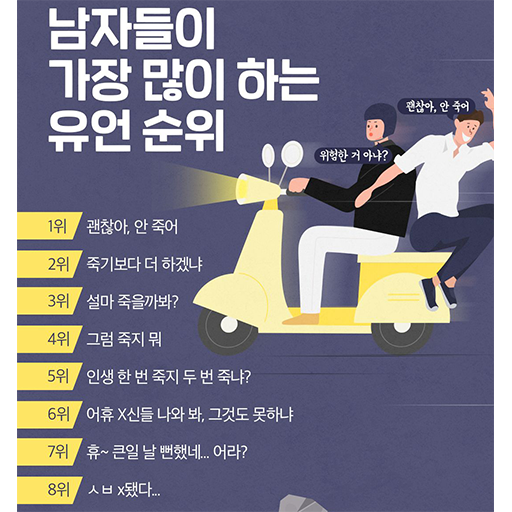 남자들이
가장 많이 하는
유언 순위
괜찮아, 안 죽어
위험한 거 아냐?
1위 괜찮아, 안 죽어
2위 죽기보다 더 하겠냐
3위 설마 죽을까봐?
4위 그럼 죽지 뭐
5위 인생 한 번 죽지 두 번 죽냐?
6위 어휴 X신들 나와 봐, 그것도 못하냐
7위 휴~ 큰일 날 뻔했네... 어라?
8위 ㅅㅂ x됐다...